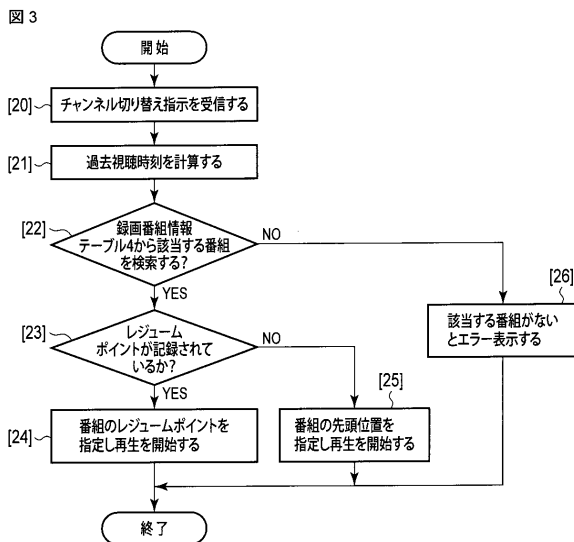 図 3
開 始
[20]
チャンネル切り替え指示を受信する
[21]
過去視聴時刻を計算する
[22]
録画番組情報
テーブル4から該当する番組
を検索する?
NO
YES
[23]
レジューム
ポイントが記録されて
いるか?
NO
YES
[24]
番組のレジュームポイントを
指定し再生を開始する
[25]
番組の先頭位置を
指定し再生を開始する
[26]
該当する番組がない
とエラー表示する
終 了